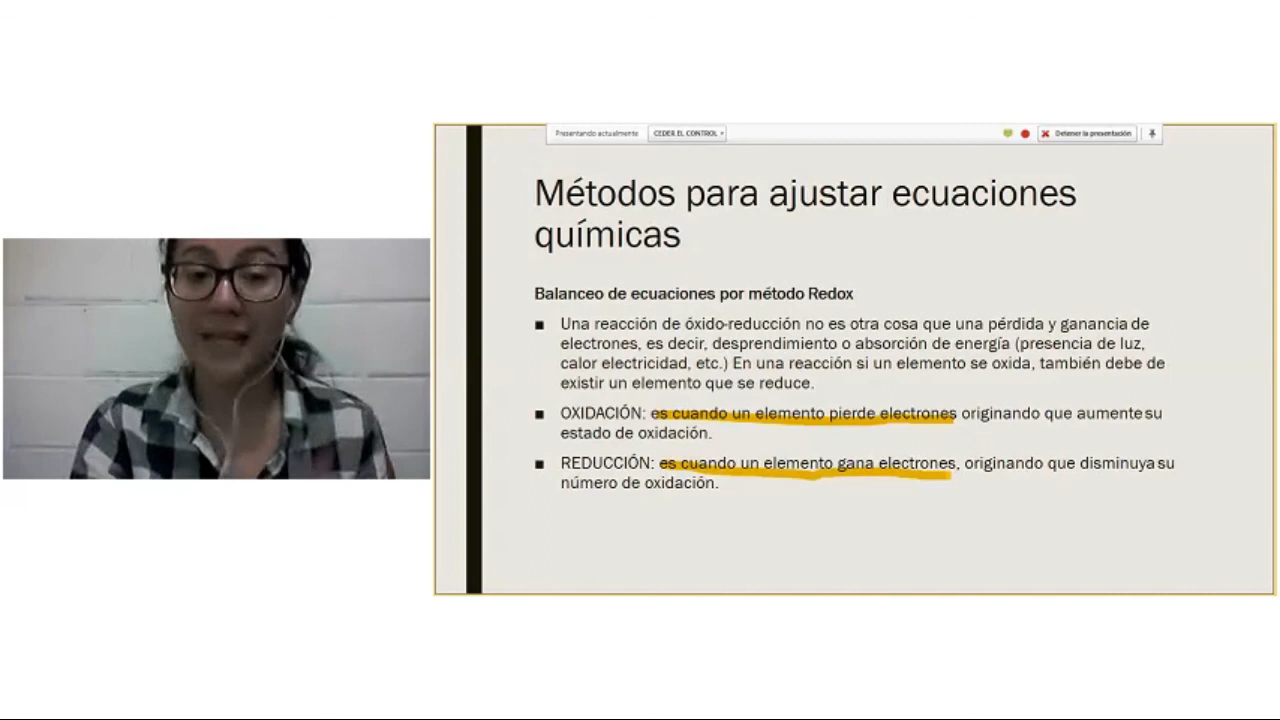 Presentando actualmente CEDER EL CONTROL Detener la presentación
Métodos para ajustar ecuaciones
químicas
Balanceo de ecuaciones por método Redox
■ Una reacción de óxido-reducción no es otra cosa que una pérdida y ganancia de
electrones, es decir, desprendimiento o absorción de energía (presencia de luz,
calor electricidad, etc.) En una reacción si un elemento se oxida, también debe de
existir un elemento que se reduce.
■ OXIDACIÓN: es cuando un elemento pierde electrones originando que aumente su
estado de oxidación.
■ REDUCCIÓN: es cuando un elemento gana electrones, originando que disminuya su
número de oxidación.